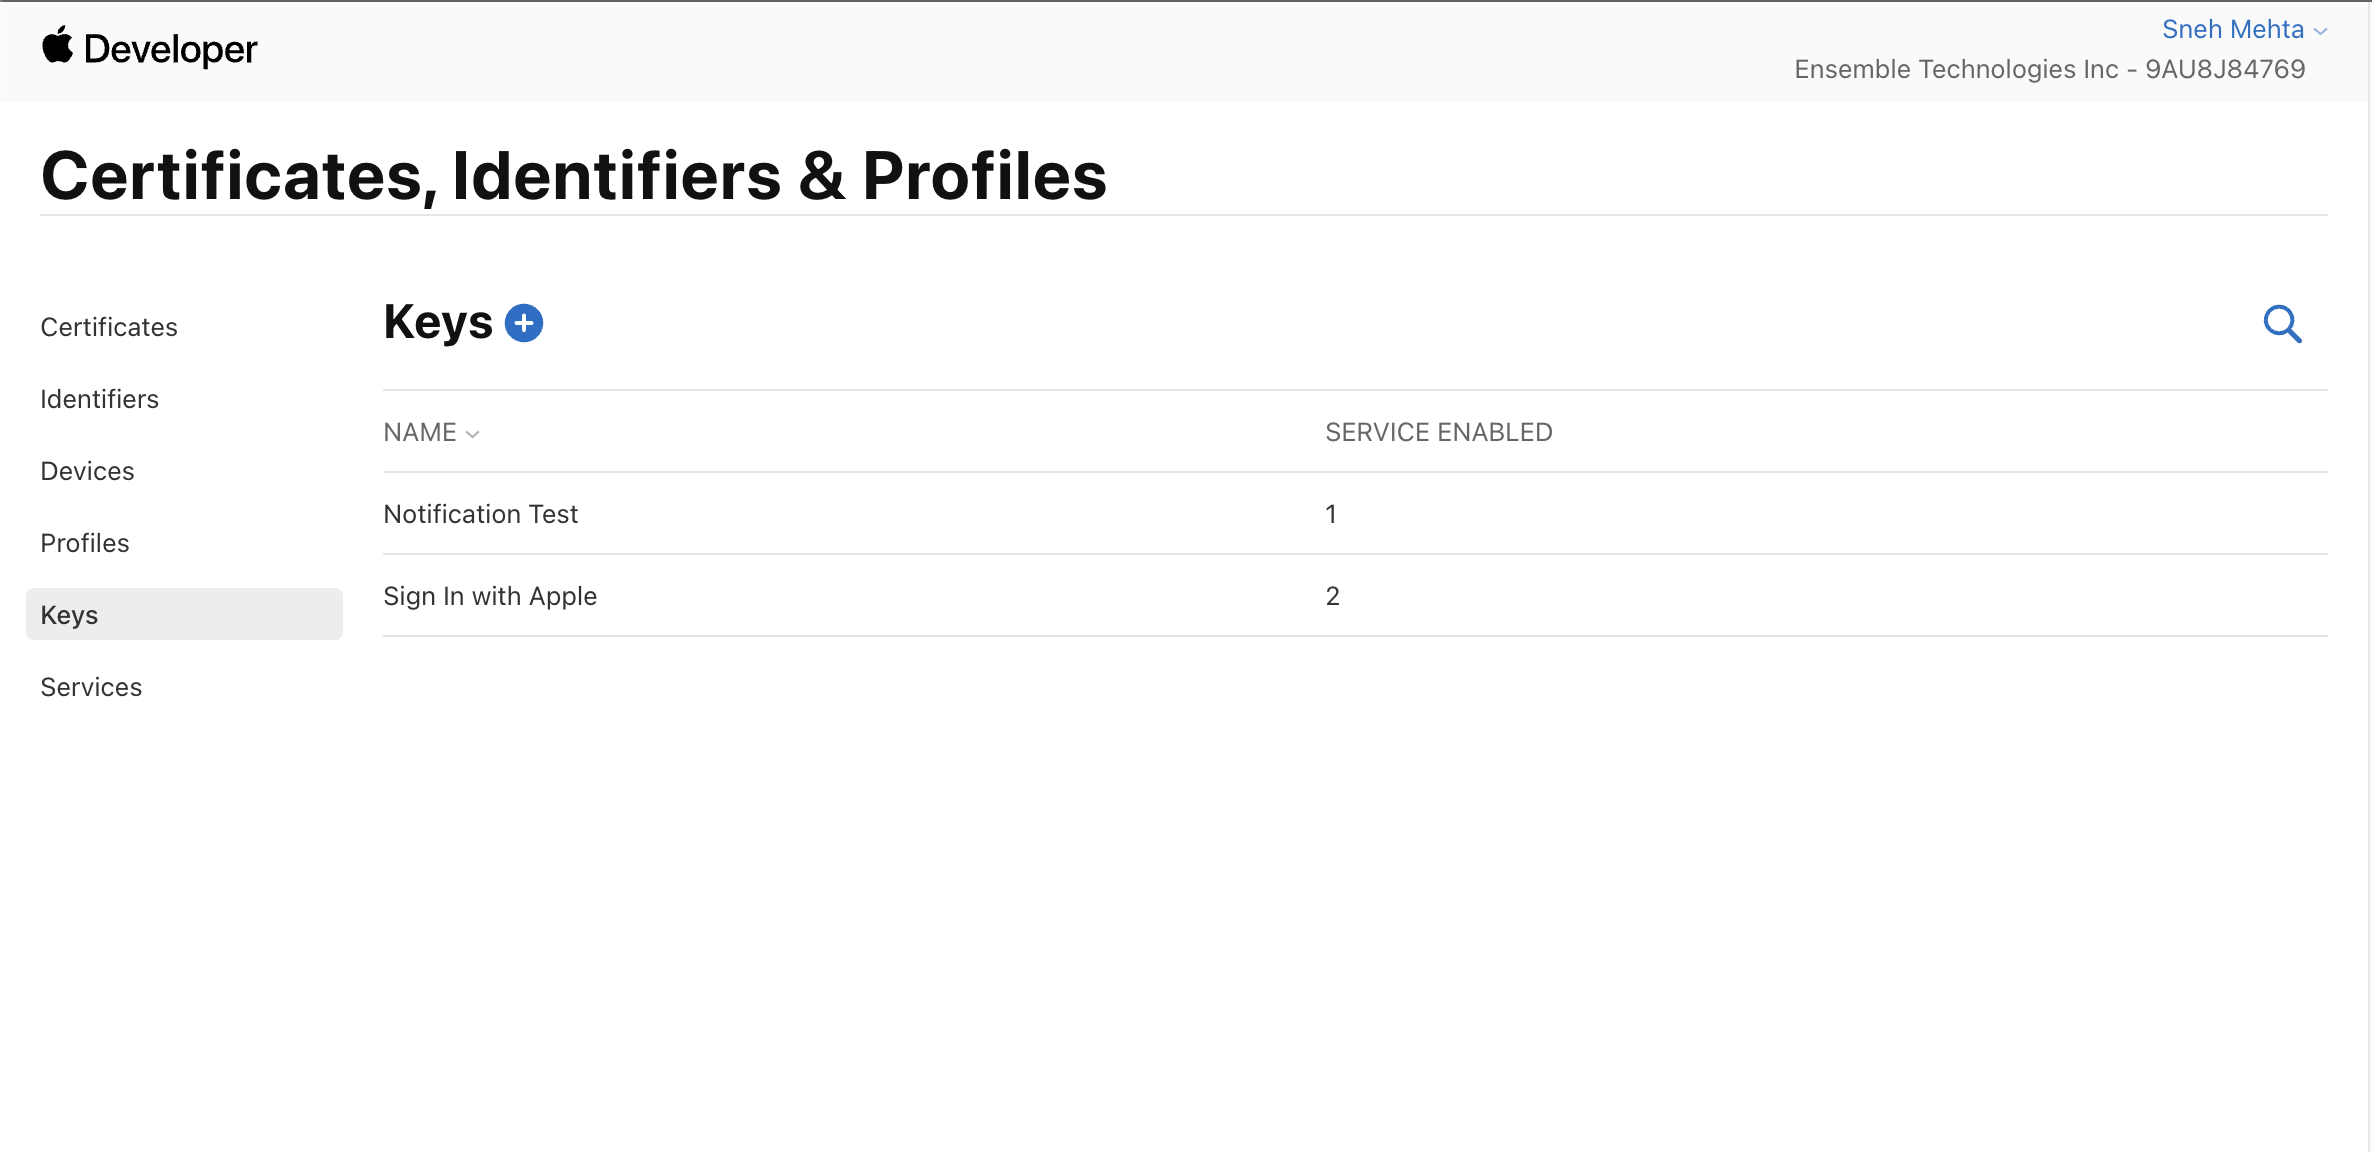 Developer
Sneh Mehta
Ensemble Technologies Inc - 9AU8J84769
Certificates, Identifiers & Profiles
Certificates
Identifiers
Devices
Profiles
Keys
Services
Keys
NAME
SERVICE ENABLED
Notification Test
1
Sign In with Apple
2